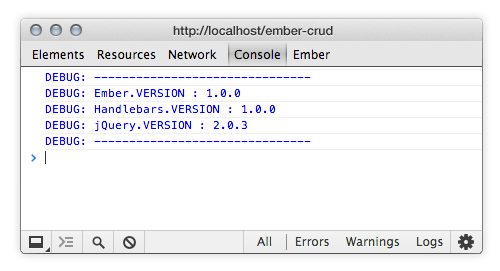 http://localhost/ember-crud
Elements Resources Network Console Ember
DEBUG: -------------------------------
DEBUG: Ember.VERSION : 1.0.0
DEBUG: Handlebars.VERSION : 1.0.0
DEBUG: jQuery.VERSION : 2.0.3
DEBUG: -------------------------------
>
All Errors Warnings Logs